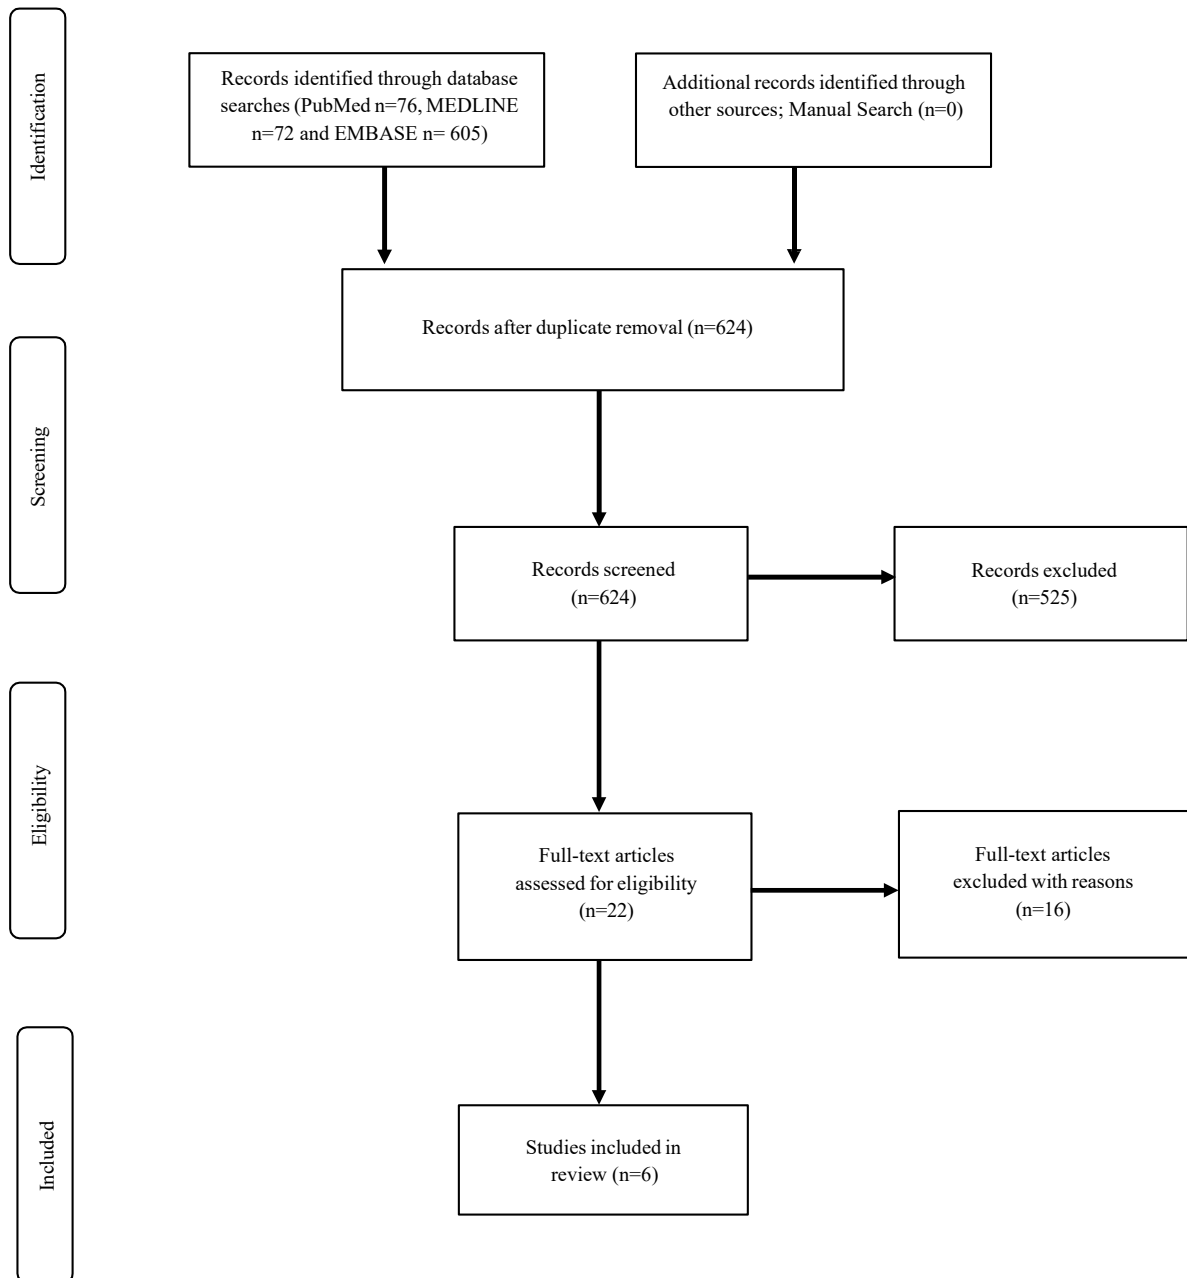 Identification
Records identified through database
searches (PubMed n=76, MEDLINE
n=72 and EMBASE n= 605)
Additional records identified through
other sources; Manual Search (n=0)
Records after duplicate removal (n=624)
Screening
Records screened
(n=624)
Records excluded
(n=525)
Eligibility
Full-text articles
assessed for eligibility
(n=22)
Full-text articles
excluded with reasons
(n=16)
Included
Studies included in
review (n=6)